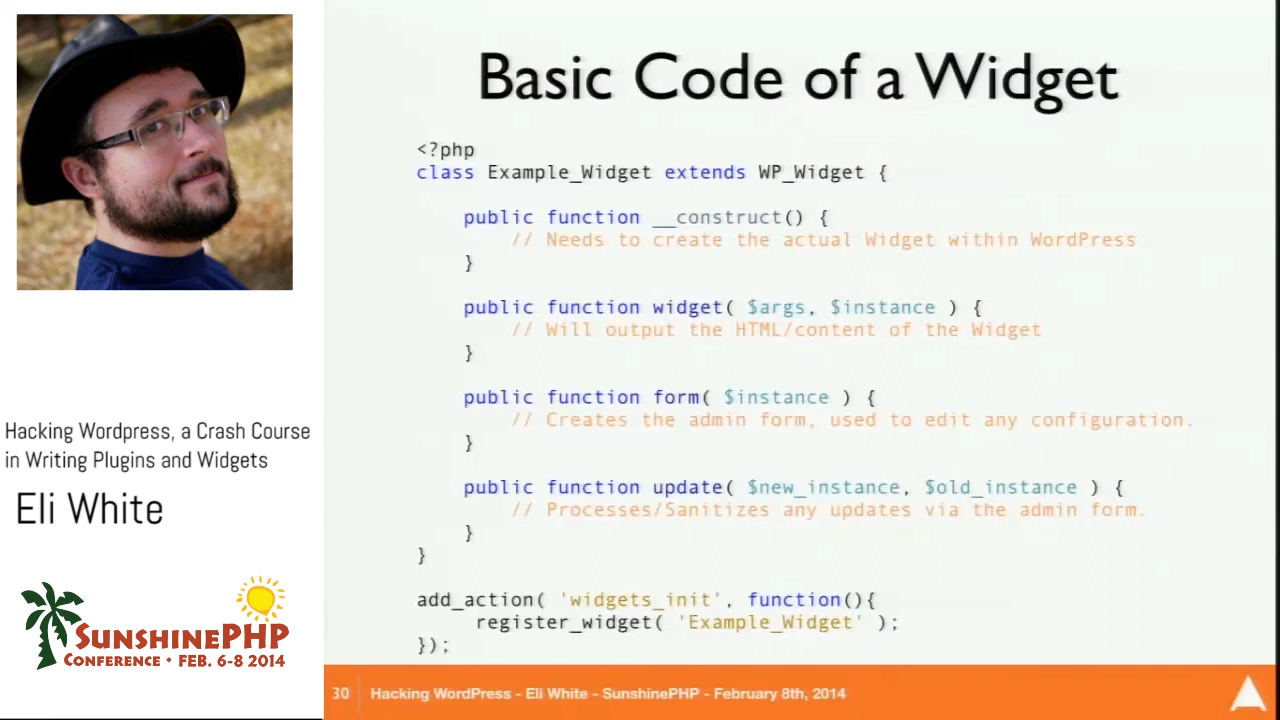 Basic Code of a Widget
<?php
class Example_Widget extends WP_Widget {
public function __construct() {
// Needs to create the actual Widget within WordPress
}
public function widget( $args, $instance ) {
// Will output the HTML/content of the Widget
}
public function form( $instance ) {
// Creates the admin form, used to edit any configuration.
}
public function update( $new_instance, $old_instance ) {
// Processes/Sanitizes any updates via the admin form.
}
}
add_action( 'widgets_init', function(){
register_widget( 'Example_Widget' );
});
30 Hacking WordPress - Eli White - SunshinePHP - February 8th, 2014
Hacking Wordpress, a Crash Course
in Writing Plugins and Widgets
Eli White
SUNSHINEPHP
CONFERENCE • FEB. 6-8 2014